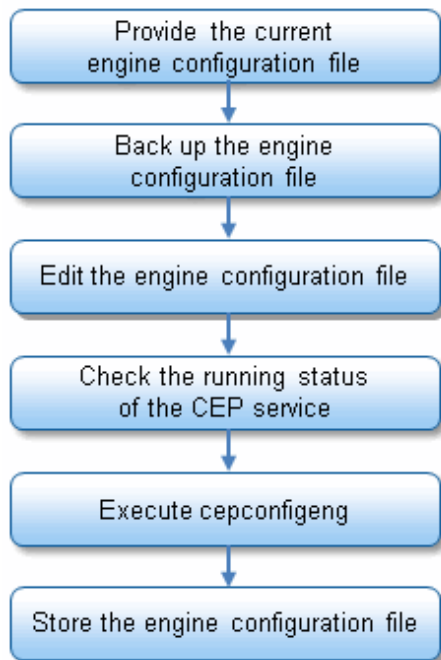 Provide the current
engine configuration file
Back up the engine
configuration file
Edit the engine configuration file
Check the running status
of the CEP service
Execute cepconfigeng
Store the engine configuration file